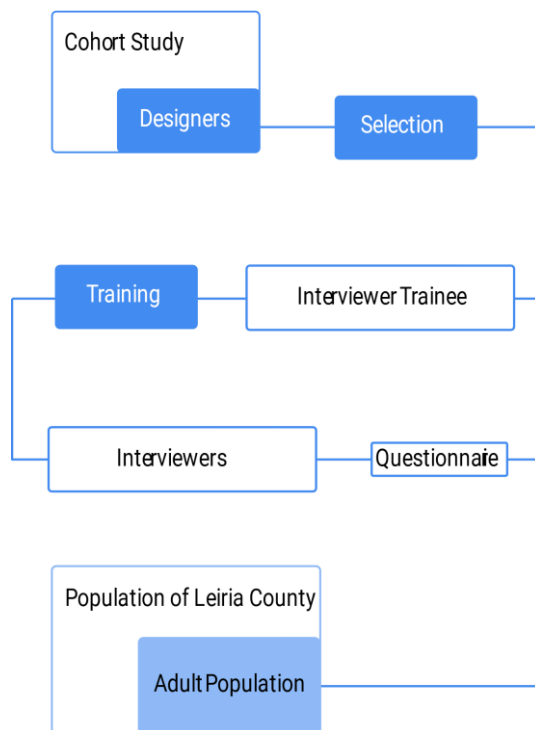 Cohort Study
Designers
Selection
Training
Interviewer Trainee
Interviewers
Questionnaire
Population of Leiria County
Adult Population